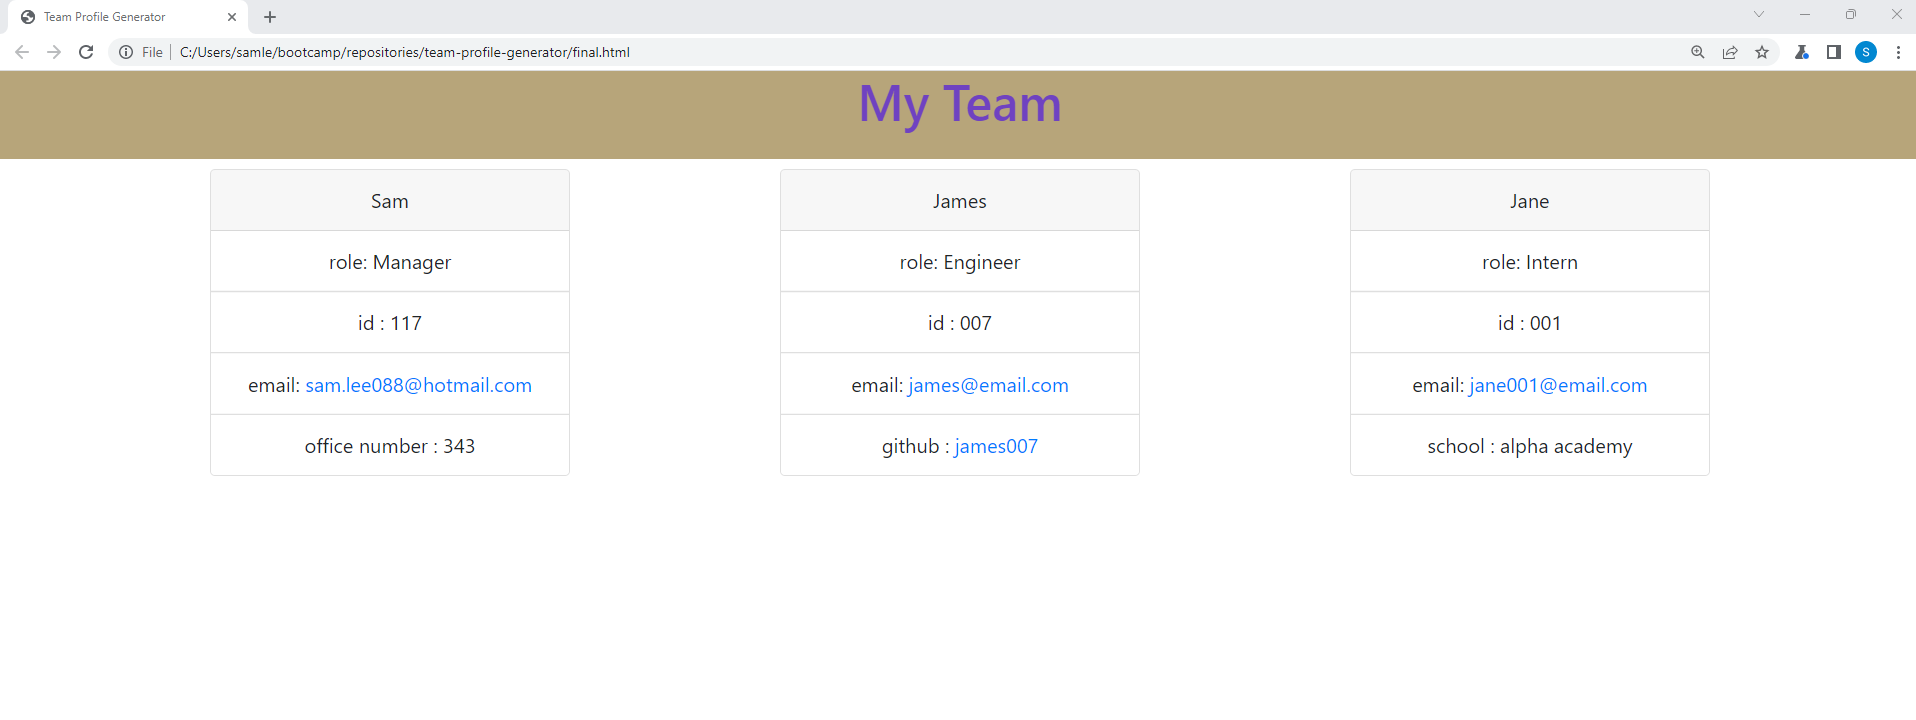 Team Profile Generator
File
C:/Users/samle/bootcamp/repositories/team-profile-generator/final.html
S
My Team
Sam
role: Manager
id : 117
email: sam.lee088@hotmail.com
office number : 343
James
role: Engineer
id : 007
email: james@email.com
github : james007
Jane
role: Intern
id : 001
email: jane001@email.com
school : alpha academy